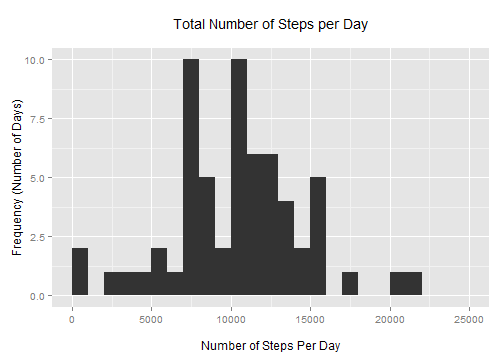 Total Number of Steps per Day
10.0
7.5
5.0
2.5
0.0
Frequency (Number of Days)
0 5000 10000 15000 20000 25000
Number of Steps Per Day